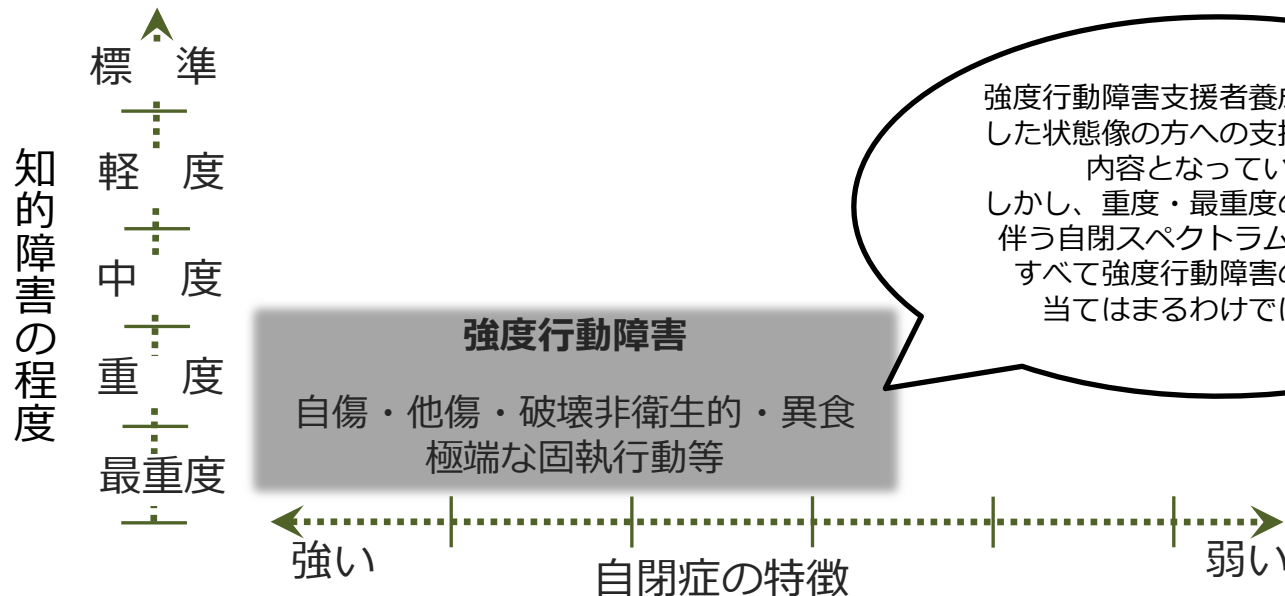 標　準
軽　度
中　度
重　度
最重度
知的障害の程度
強度行動障害
自傷・他傷・破壊非衛生的・異食
極端な固執行動等
強度行動障害支援者養成
した状態像の方への支援
内容となってい
しかし、重度・最重度の
伴う自閉スペクトラム
すべて強度行動障害の
当てはまるわけでは
強い
自閉症の特徴
弱い